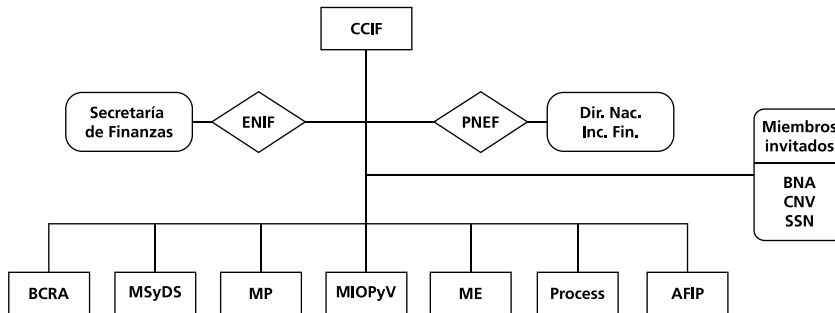 CCIF
Secretaría
de Finanzas
ENIF
PNEF
Dir. Nac.
Inc. Fin.
Miembros
invitados
BNA
CNV
SSN
BCRA
MSyDS
MP
MIOPyV
ME
Process
AFIP